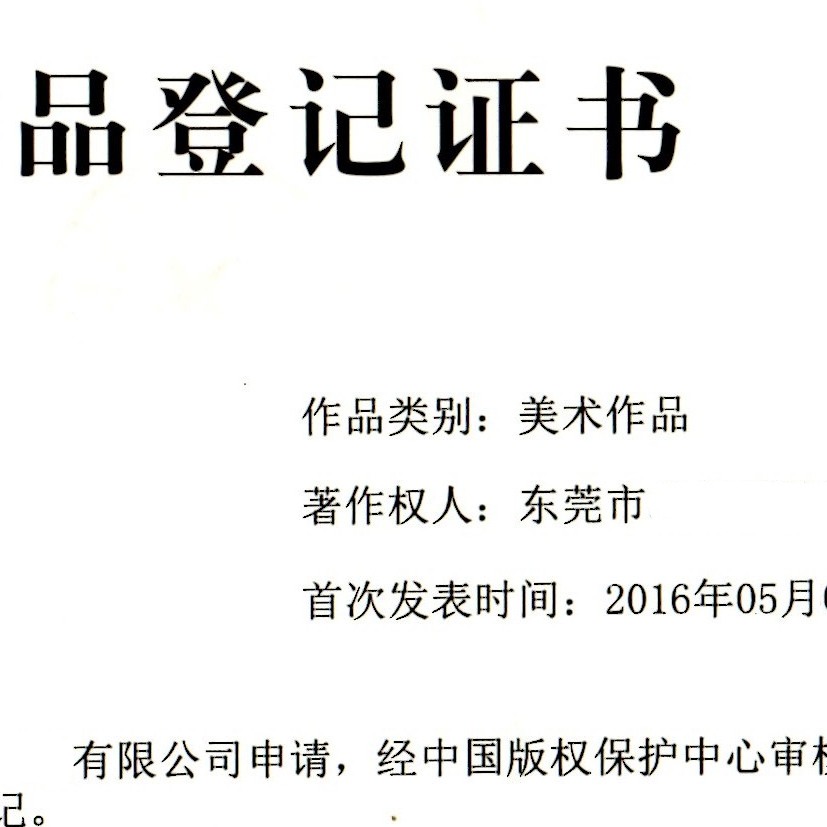 品登记证书
作品类别：美术作品
著作权人：东莞市
首次发表时间：2016年05月
有限公司申请，经中国版权保护中心审
记。